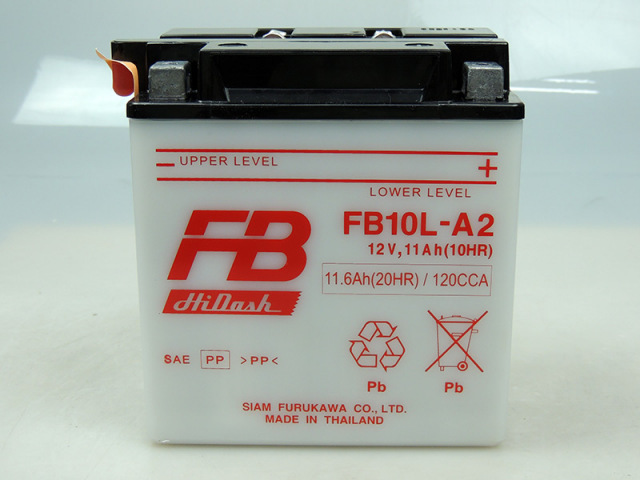 UPPER LEVEL
LOWER LEVEL
FB
HiDash
FB10L-A2
12V, 11Ah(10HR)
11.6Ah(20HR) / 120CCA
SAE PP >PP<
Pb Pb
SIAM FURUKAWA CO., LTD.
MADE IN THAILAND